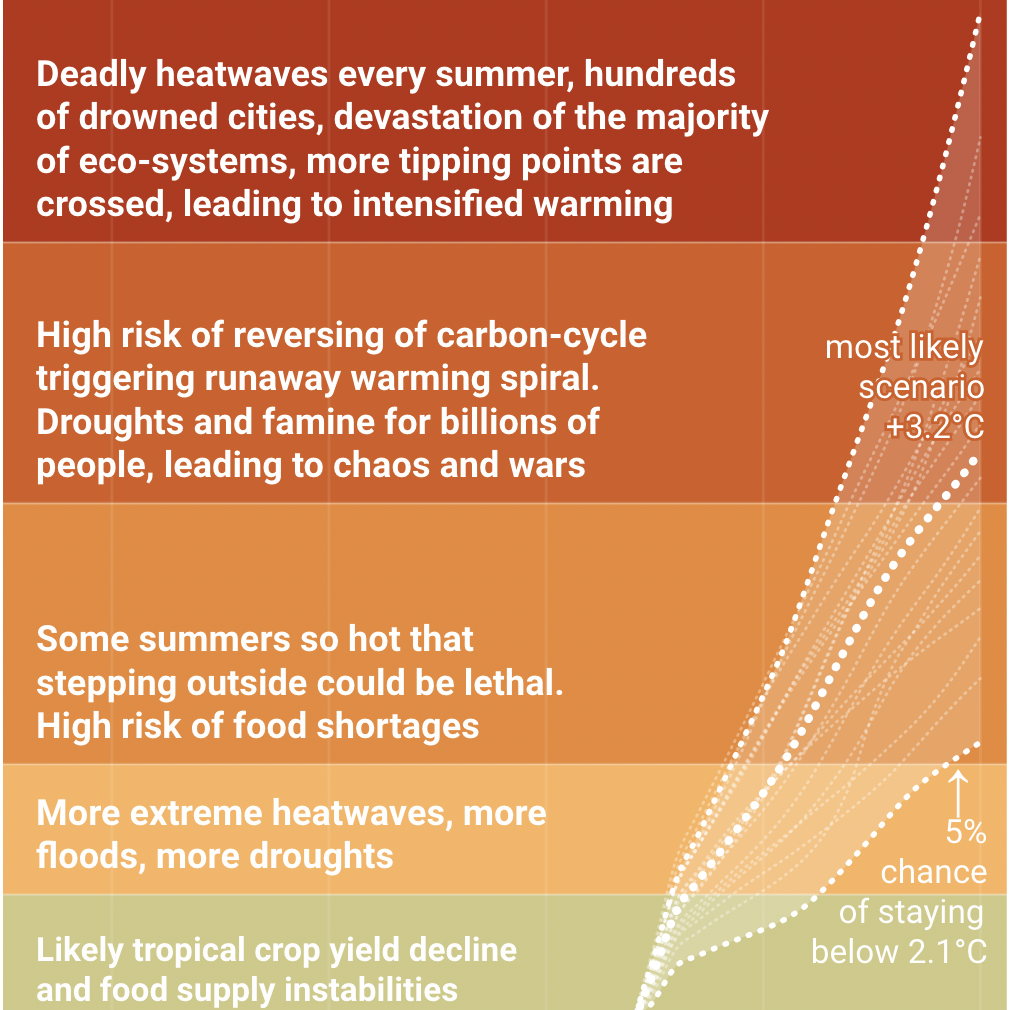 Deadly heatwaves every summer, hundreds
of drowned cities, devastation of the majority
of eco-systems, more tipping points are
crossed, leading to intensified warming
High risk of reversing of carbon-cycle
triggering runaway warming spiral.
Droughts and famine for billions of
people, leading to chaos and wars
most likely
scenario
+3.2°C
Some summers so hot that
stepping outside could be lethal.
High risk of food shortages
More extreme heatwaves, more
floods, more droughts
5%
chance
of staying
below 2.1°C
Likely tropical crop yield decline
and food supply instabilities